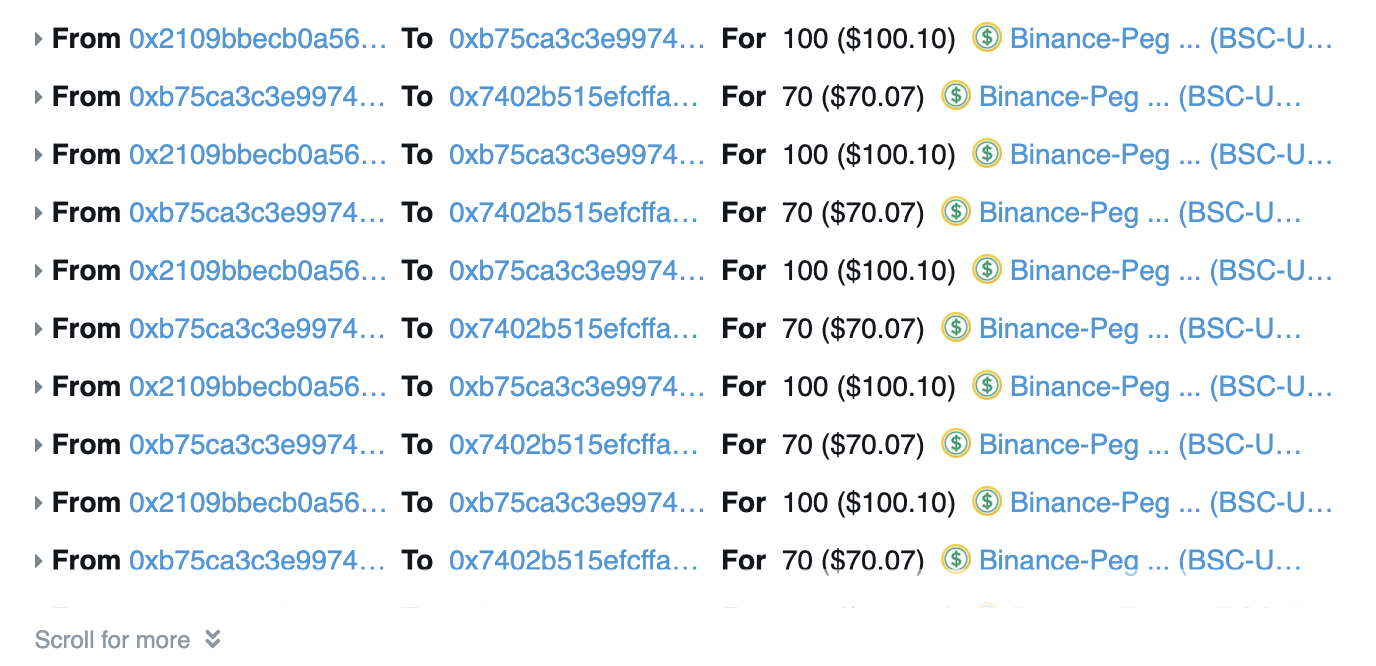 From 0x2109bbecb0a56... To 0xb75ca3c3e9974... For 100 ($100.10) Binance-Peg ... (BSC-U...
From 0xb75ca3c3e9974... To 0x7402b515efcffa... For 70 ($70.07) Binance-Peg ... (BSC-U...
From 0x2109bbecb0a56... To 0xb75ca3c3e9974... For 100 ($100.10) Binance-Peg ... (BSC-U...
From 0xb75ca3c3e9974... To 0x7402b515efcffa... For 70 ($70.07) Binance-Peg ... (BSC-U...
From 0x2109bbecb0a56... To 0xb75ca3c3e9974... For 100 ($100.10) Binance-Peg ... (BSC-U...
From 0xb75ca3c3e9974... To 0x7402b515efcffa... For 70 ($70.07) Binance-Peg ... (BSC-U...
From 0x2109bbecb0a56... To 0xb75ca3c3e9974... For 100 ($100.10) Binance-Peg ... (BSC-U...
From 0xb75ca3c3e9974... To 0x7402b515efcffa... For 70 ($70.07) Binance-Peg ... (BSC-U...
From 0x2109bbecb0a56... To 0xb75ca3c3e9974... For 100 ($100.10) Binance-Peg ... (BSC-U...
From 0xb75ca3c3e9974... To 0x7402b515efcffa... For 70 ($70.07) Binance-Peg ... (BSC-U...
Scroll for more